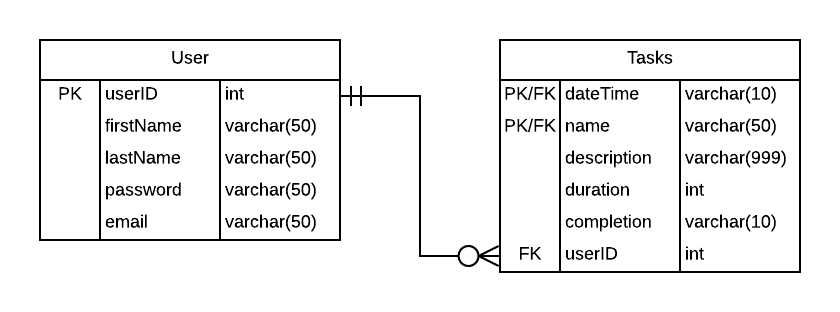 User
PK userID int
firstName varchar(50)
lastName varchar(50)
password varchar(50)
email varchar(50)
Tasks
PK/FK dateTime varchar(10)
PK/FK name varchar(50)
description varchar(999)
duration int
completion varchar(10)
FK userID int